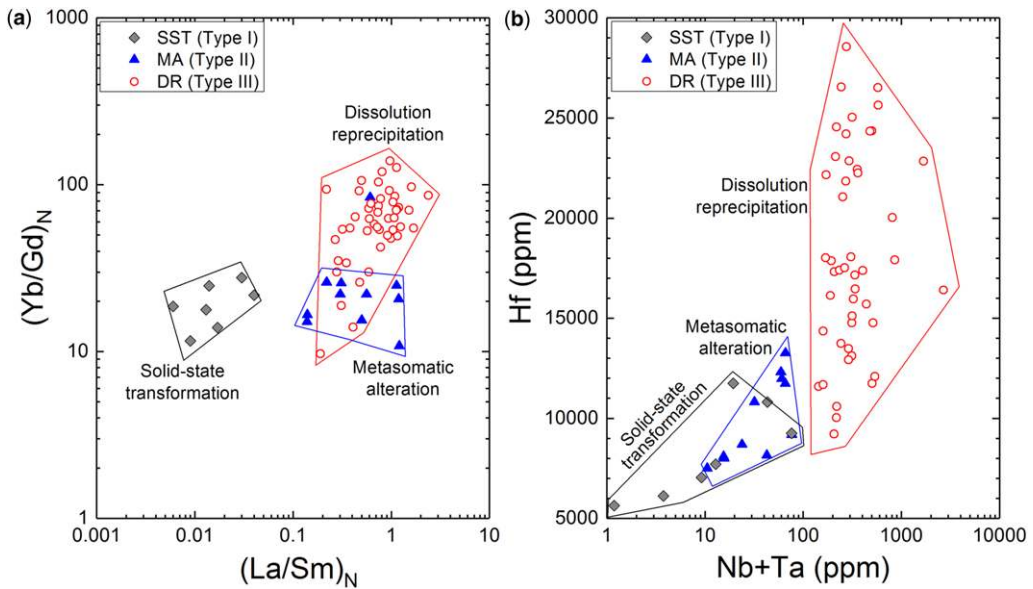 (a)
SST (Type I)
MA (Type II)
DR (Type III)
Dissolution
reprecipitation
Solid-state
transformation
Metasomatic
alteration
1000
100
10
1
0.001
0.01
0.1
1
10
(Yb/Gd)N
(La/Sm)N
(b)
SST (Type I)
MA (Type II)
DR (Type III)
Dissolution
reprecipitation
Metasomatic
alteration
Solid-state
transformation
30000
25000
20000
15000
10000
5000
1
10
100
1000
10000
Hf (ppm)
Nb+Ta (ppm)